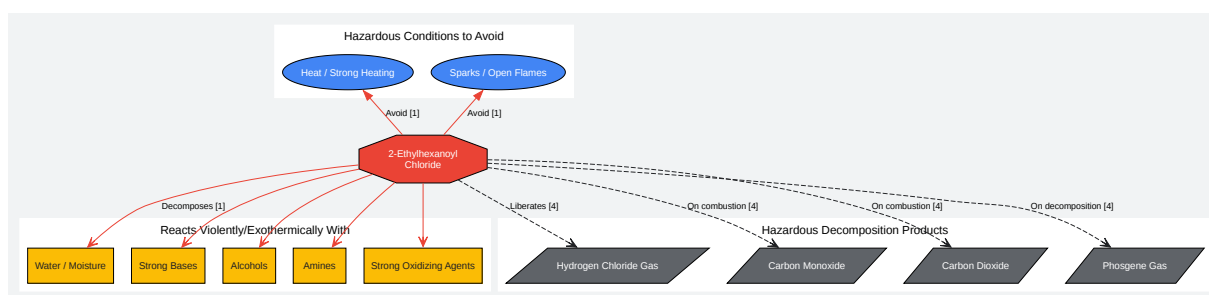 Hazardous Conditions to Avoid
Heat / Strong Heating
Sparks / Open Flames
Avoid [1]
Avoid [1]
2-Ethylhexanoyl
Chloride
Decomposes [1]
Liberates [4]
On combustion [4]
On combustion [4]
On decomposition [4]
Reacts Violently/Exothermically With
Hazardous Decomposition Products
Water / Moisture
Strong Bases
Alcohols
Amines
Strong Oxidizing Agents
Hydrogen Chloride Gas
Carbon Monoxide
Carbon Dioxide
Phosgene Gas